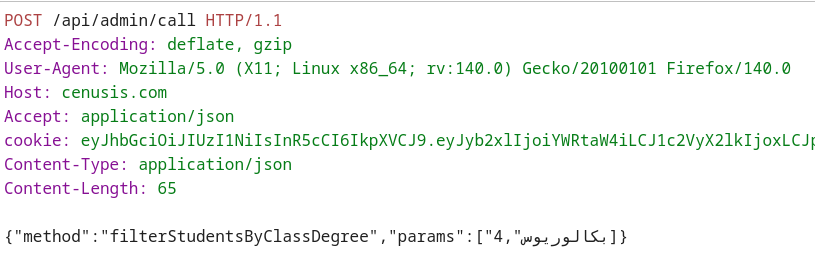 POST /api/admin/call HTTP/1.1
Accept-Encoding: deflate, gzip
User-Agent: Mozilla/5.0 (X11; Linux x86_64; rv:140.0) Gecko/20100101 Firefox/140.0
Host: cenusis.com
Accept: application/json
cookie: eyJhbGciOiJIUzI1NiIsInR5cCI6IkpXVCJ9.eyJyb2xlIjoiYWRtaW4iLCJ1c2VyX2lkIjoxLCJp
Content-Type: application/json
Content-Length: 65
{"method":"filterStudentsByClassDegree","params":["بكالوريوس",4]}